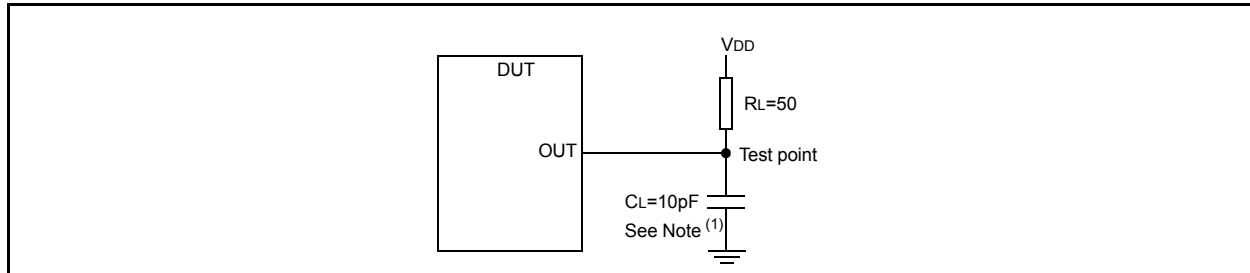 VDD
DUT
RL=50
OUT
Test point
CL=10pF
See Note (1)